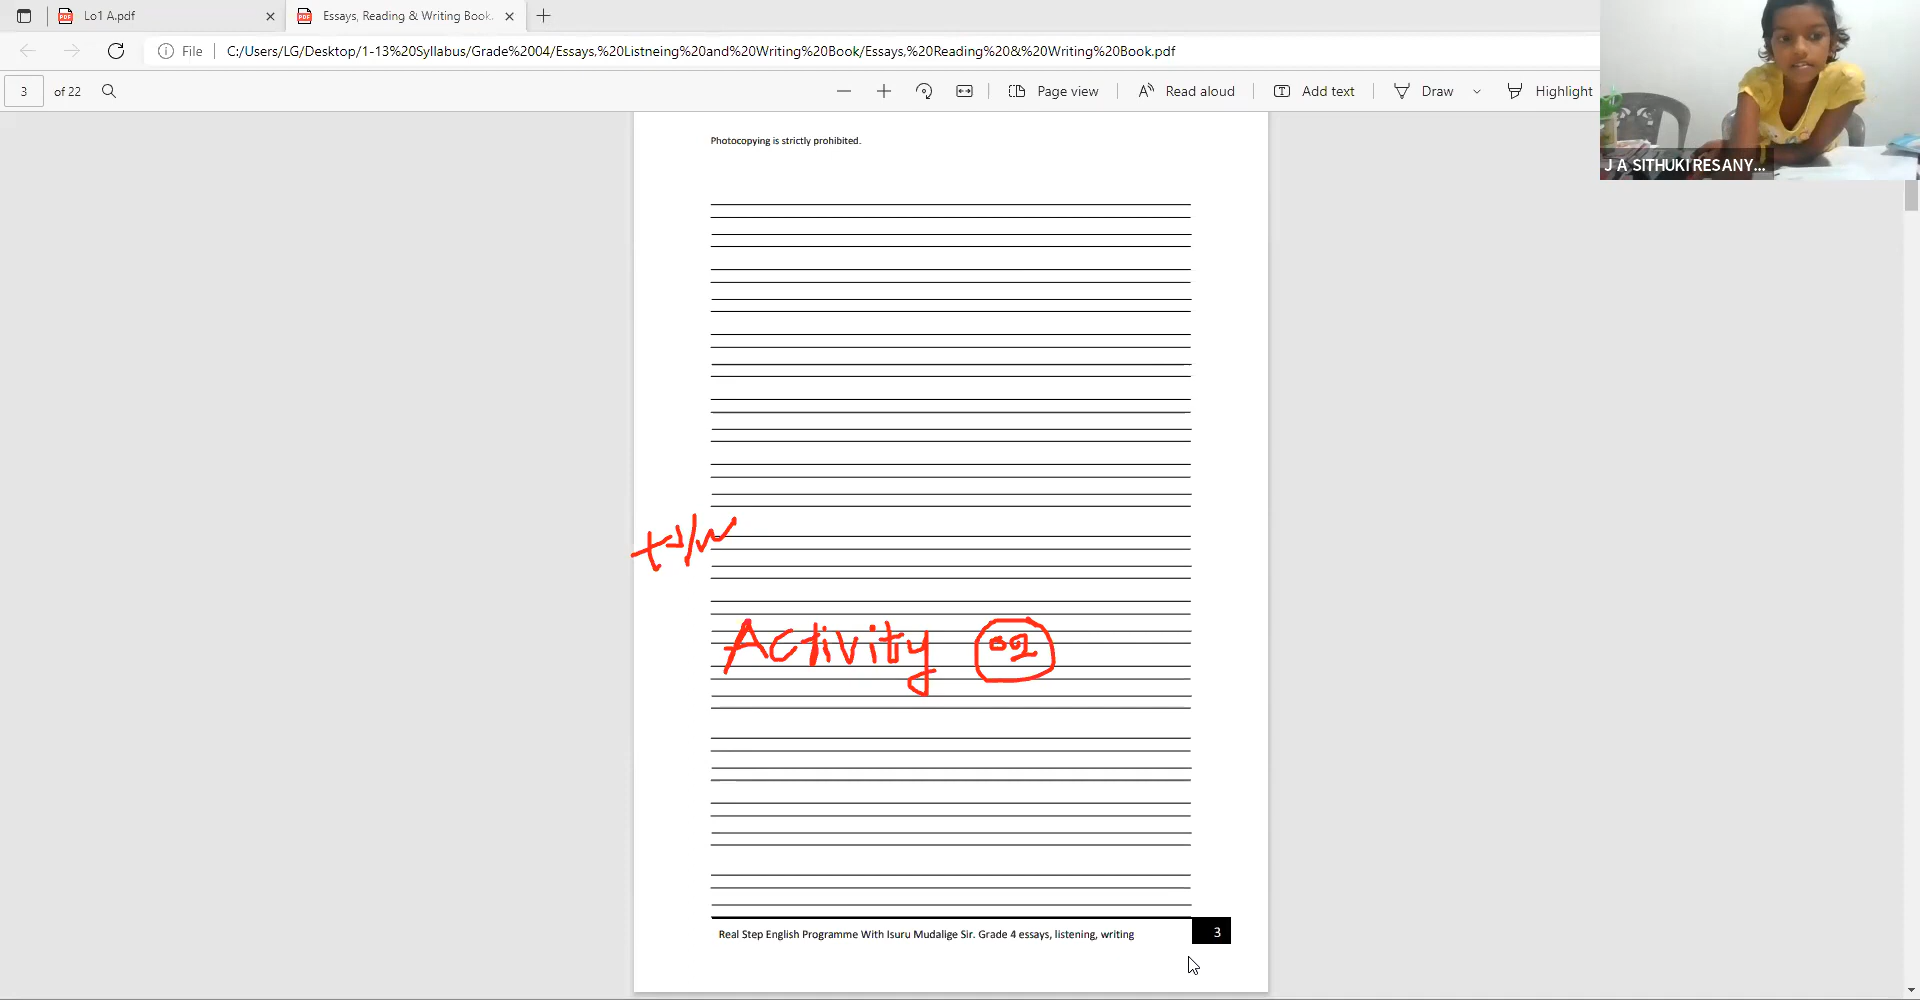 Lo1 A.pdf
Essays, Reading & Writing Book.
File
C:/Users/LG/Desktop/1-13%20Syllabus/Grade%2004/Essays,%20Listneing%20and%20Writing%20Book/Essays,%20Reading%20&%20Writing%20Book.pdf
3 of 22
Page view
Read aloud
Add text
Draw
Highlight
J A SITHUKI RESANY...
Photocopying is strictly prohibited.
H/W
Activity 02
Real Step English Programme With Isuru Mudalige Sir. Grade 4 essays, listening, writing
3